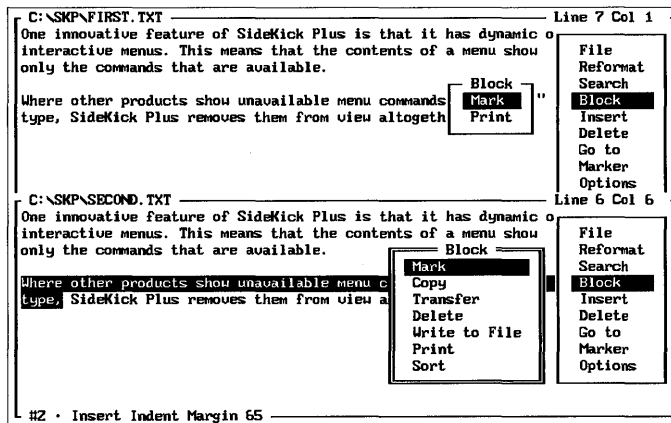 C:\SKP\FIRST.TXT Line 7 Col 1
One innovative feature of SideKick Plus is that it has dynamic o
interactive menus. This means that the contents of a menu show
only the commands that are available.
Where other products show unavailable menu commands "
type, SideKick Plus removes them from view altogeth
Block
Mark
Print
File
Reformat
Search
Block
Insert
Delete
Go to
Marker
Options
C:\SKP\SECOND.TXT Line 6 Col 6
One innovative feature of SideKick Plus is that it has dynamic o
interactive menus. This means that the contents of a menu show
only the commands that are available.
Where other products show unavailable menu c
type, SideKick Plus removes them from view a
Block
Mark
Copy
Transfer
Delete
Write to File
Print
Sort
File
Reformat
Search
Block
Insert
Delete
Go to
Marker
Options
#2 · Insert Indent Margin 65